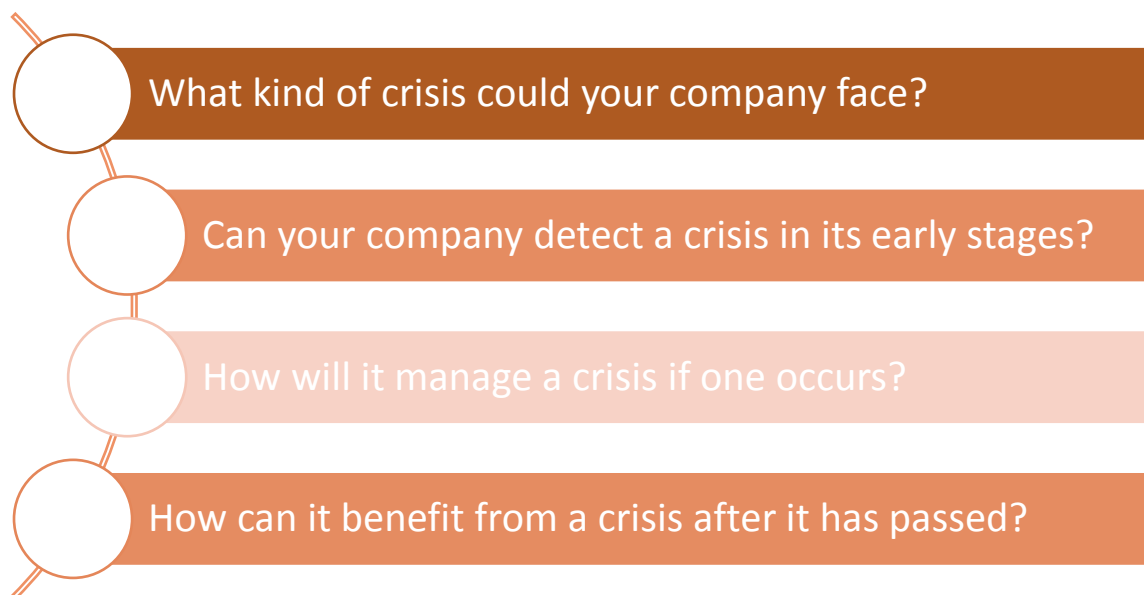 What kind of crisis could your company face?
Can your company detect a crisis in its early stages?
How will it manage a crisis if one occurs?
How can it benefit from a crisis after it has passed?